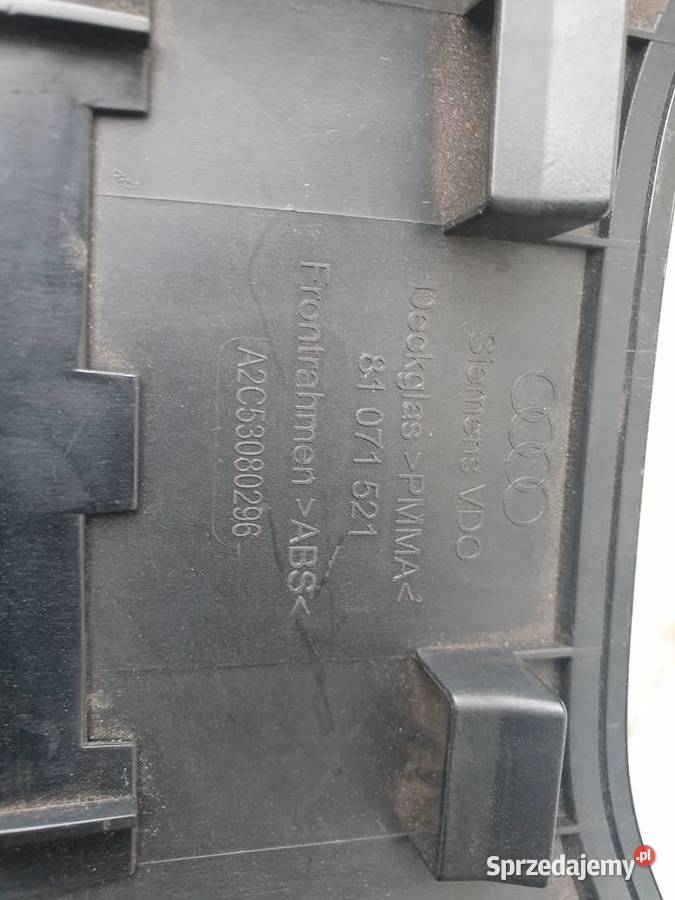 Siemens VDO
Deckglas >PMMA<
81 071 521
Frontrahmen >ABS<
A2C53080296
Sprzedajemy.pl